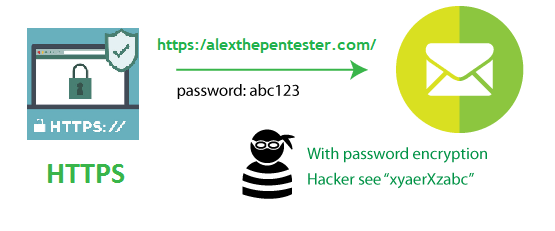 https:/alexthepentester.com/
password: abc123
HTTPS://
HTTPS
With password encryption
Hacker see “xyaerXzabc”